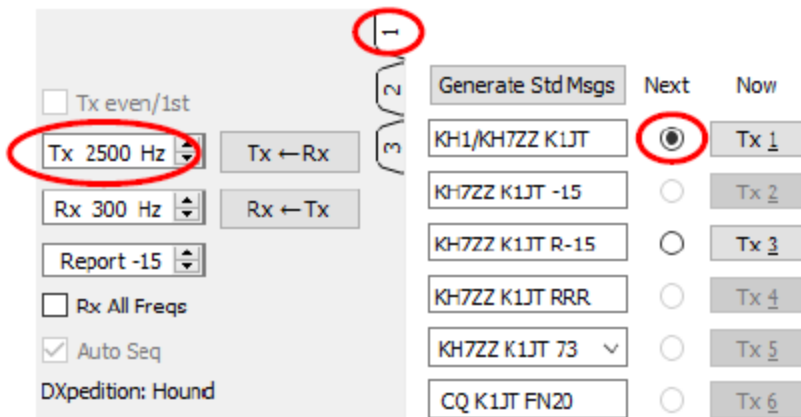 1
2
3
Tx even/1st
Tx 2500 Hz
Tx ← Rx
Rx 300 Hz
Rx ← Tx
Report -15
Rx All Freqs
Auto Seq
DXpedition: Hound
Generate Std Msgs Next Now
KH1/KH7ZZ K1JT Tx 1
KH7ZZ K1JT -15 Tx 2
KH7ZZ K1JT R-15 Tx 3
KH7ZZ K1JT RRR Tx 4
KH7ZZ K1JT 73 Tx 5
CQ K1JT FN20 Tx 6